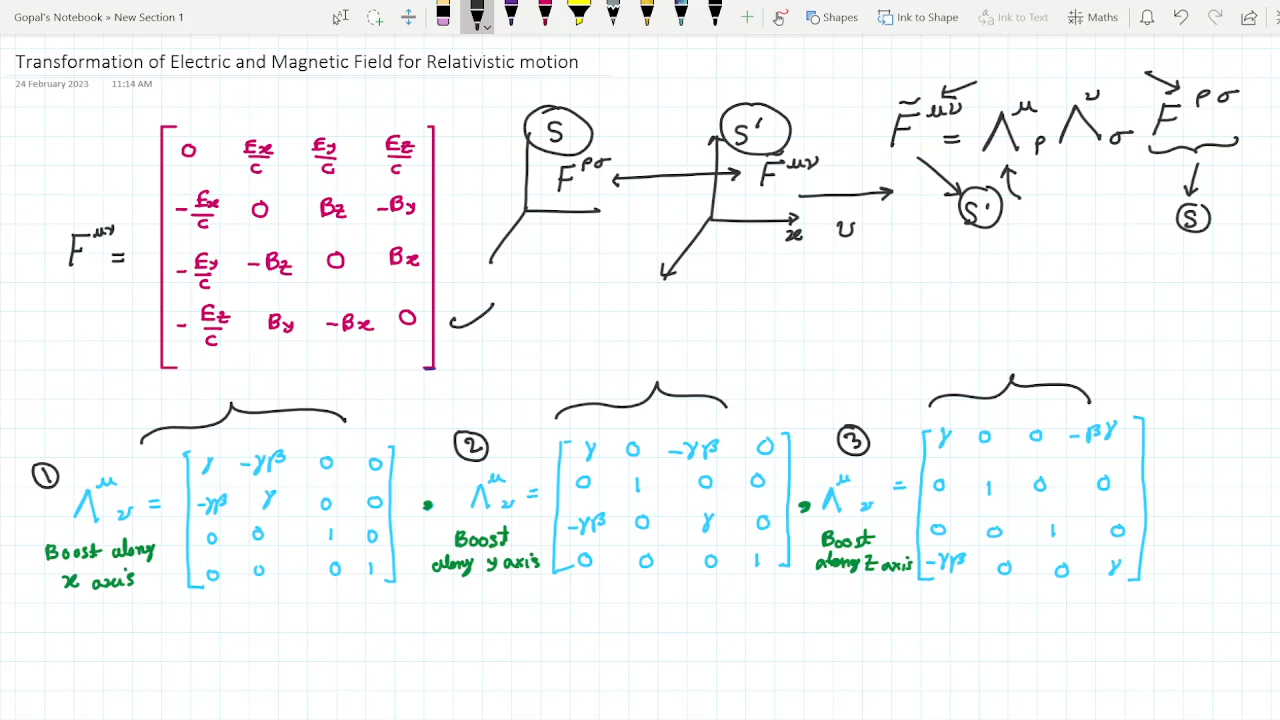 Gopal's Notebook » New Section 1
Shapes
Ink to Shape
Ink to Text
Maths
Transformation of Electric and Magnetic Field for Relativistic motion
24 February 2023 11:14 AM
F^μν =
0 Ex/c Ey/c Ez/c
-Ex/c 0 Bz -By
-Ey/c -Bz 0 Bx
-Ez/c By -Bx 0
S
F^ρσ
S'
F̃^μν
x
v
F̃^μν = Λ^μ_ρ Λ^ν_σ F^ρσ
S'
S
①
Λ^μ_ν =
γ -γβ 0 0
-γβ γ 0 0
0 0 1 0
0 0 0 1
Boost along
x axis
②
Λ^μ_ν =
γ 0 -γβ 0
0 1 0 0
-γβ 0 γ 0
0 0 0 1
Boost
along y axis
③
Λ^μ_ν =
γ 0 0 -βγ
0 1 0 0
0 0 1 0
-γβ 0 0 γ
Boost
along z axis